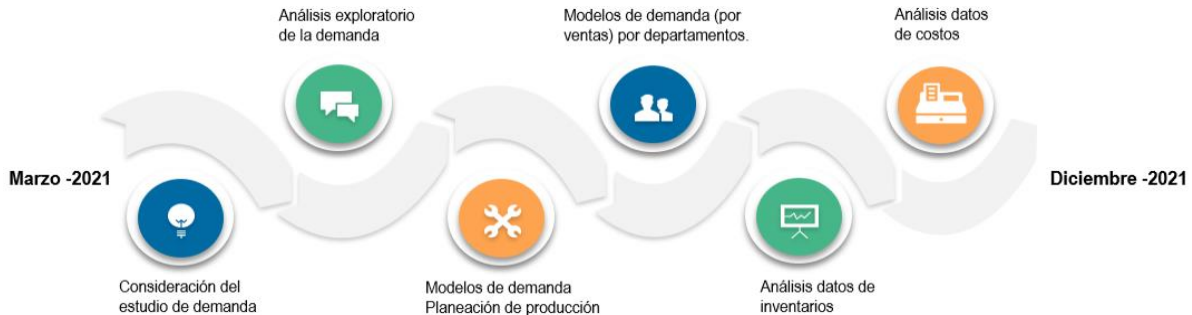 Marzo -2021
Consideración del
estudio de demanda
Análisis exploratorio
de la demanda
Modelos de demanda
Planeación de producción
Modelos de demanda (por
ventas) por departamentos.
Análisis datos de
inventarios
Análisis datos
de costos
Diciembre -2021